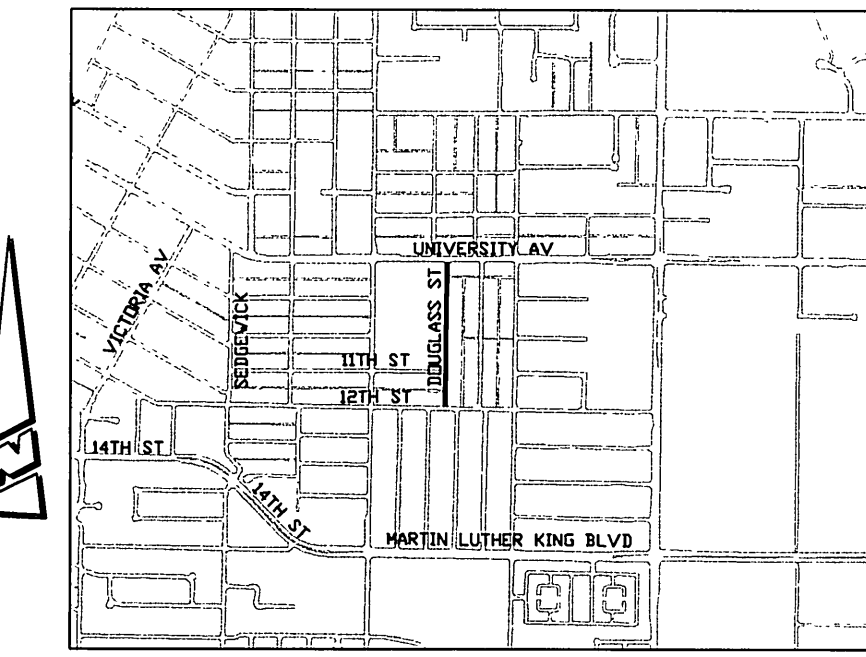 UNIVERSITY AV
VICTORIA AV
SEDGEWICK
DOUGLASS ST
11TH ST
12TH ST
14TH ST
14TH ST
MARTIN LUTHER KING BLVD